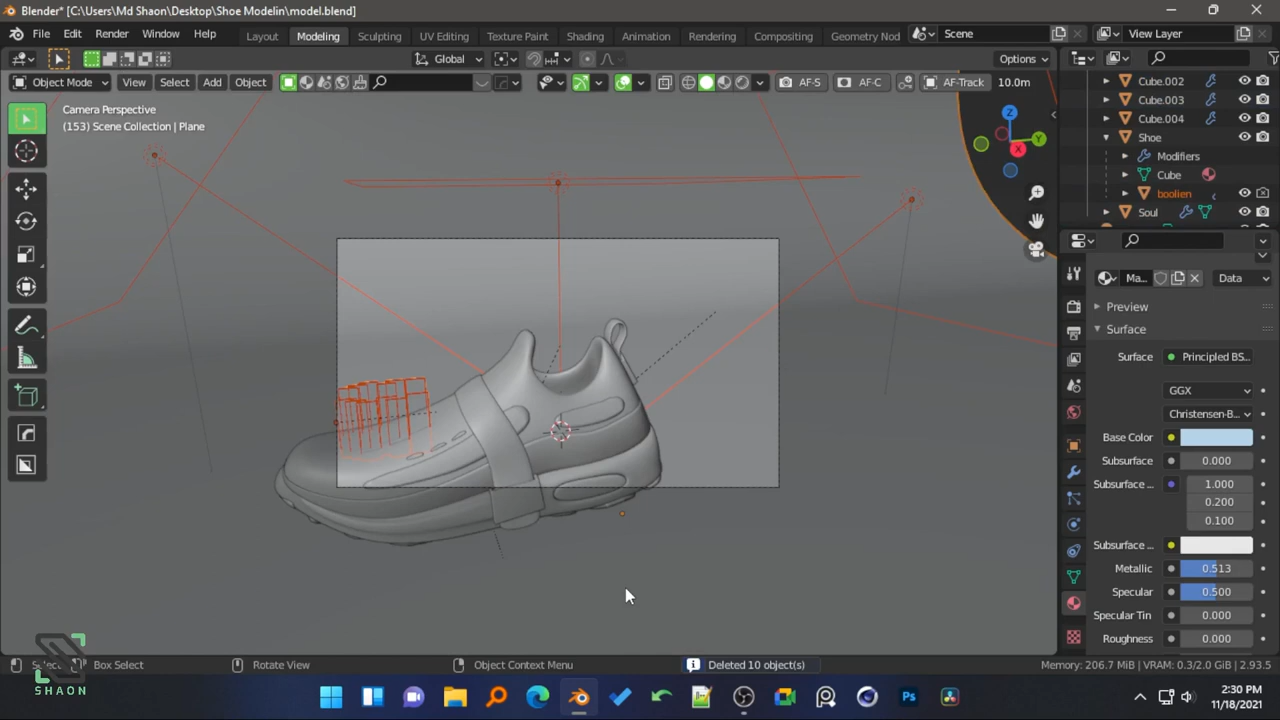 Blender* [C:\Users\Md Shaon\Desktop\Shoe Modelin\model.blend]
File Edit Render Window Help Layout Modeling Sculpting UV Editing Texture Paint Shading Animation Rendering Compositing Geometry Nod Scene View Layer
Global Options
Object Mode View Select Add Object AF-S AF-C AF-Track 10.0m
Camera Perspective
(153) Scene Collection | Plane
Z
Y
X
Cube.002
Cube.003
Cube.004
Shoe
Modifiers
Cube
boolien
Soul
Ma... Data
Preview
Surface
Surface Principled BS...
GGX
Christensen-B...
Base Color
Subsurface 0.000
Subsurface ... 1.000
0.200
0.100
Subsurface ...
Metallic 0.513
Specular 0.500
Specular Tin 0.000
Roughness 0.000
Select Box Select Rotate View Object Context Menu Deleted 10 object(s) Memory: 206.7 MiB | VRAM: 0.3/2.0 GiB | 2.93.5
SHAON
Ps
2:30 PM
11/18/2021